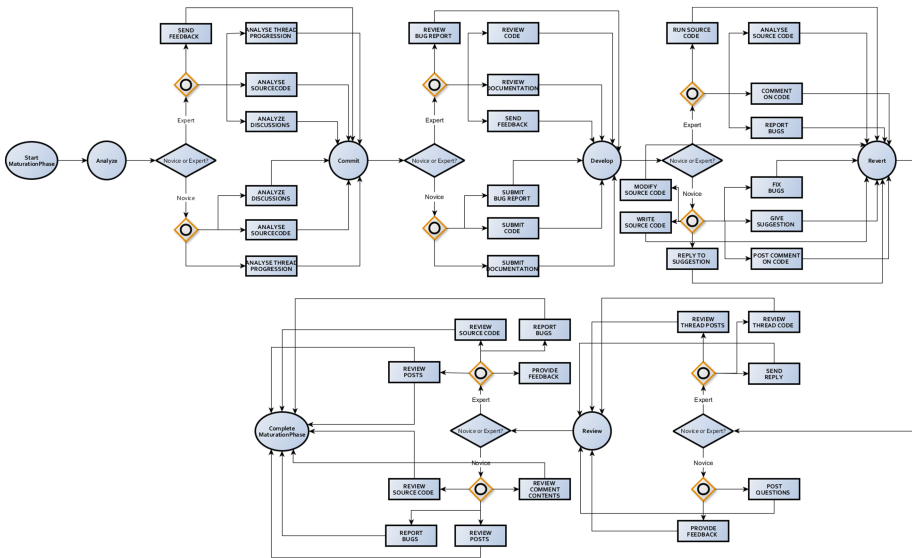 SEND
FEEDBACK
ANALYSE THREAD
PROGRESSION
ANALYSE
SOURCECODE
ANALYZE
DISCUSSIONS
Expert
Start
MaturationPhase
Analyze
Novice or Expert?
Commit
Novice
ANALYZE
DISCUSSIONS
ANALYSE
SOURCECODE
ANALYSE THREAD
PROGRESSION
REVIEW
BUG REPORT
REVIEW
CODE
REVIEW
DOCUMENTATION
SEND
FEEDBACK
Expert
Novice or Expert?
Develop
Novice
SUBMIT
BUG REPORT
SUBMIT
CODE
SUBMIT
DOCUMENTATION
RUN SOURCE
CODE
ANALYSE
SOURCE CODE
COMMENT
ON CODE
REPORT
BUGS
Expert
Novice or Expert?
Revert
Novice
MODIFY
SOURCE CODE
FIX
BUGS
WRITE
SOURCE CODE
GIVE
SUGGESTION
REPLY TO
SUGGESTION
POST COMMENT
ON CODE
REVIEW
SOURCE CODE
REPORT
BUGS
REVIEW
POSTS
PROVIDE
FEEDBACK
Expert
Complete
MaturationPhase
Novice or Expert?
Novice
REVIEW
SOURCE CODE
REVIEW
COMMENT
CONTENTS
REPORT
BUGS
REVIEW
POSTS
REVIEW
THREAD POSTS
REVIEW
THREAD CODE
SEND
REPLY
Expert
Review
Novice or Expert?
Novice
POST
QUESTIONS
PROVIDE
FEEDBACK